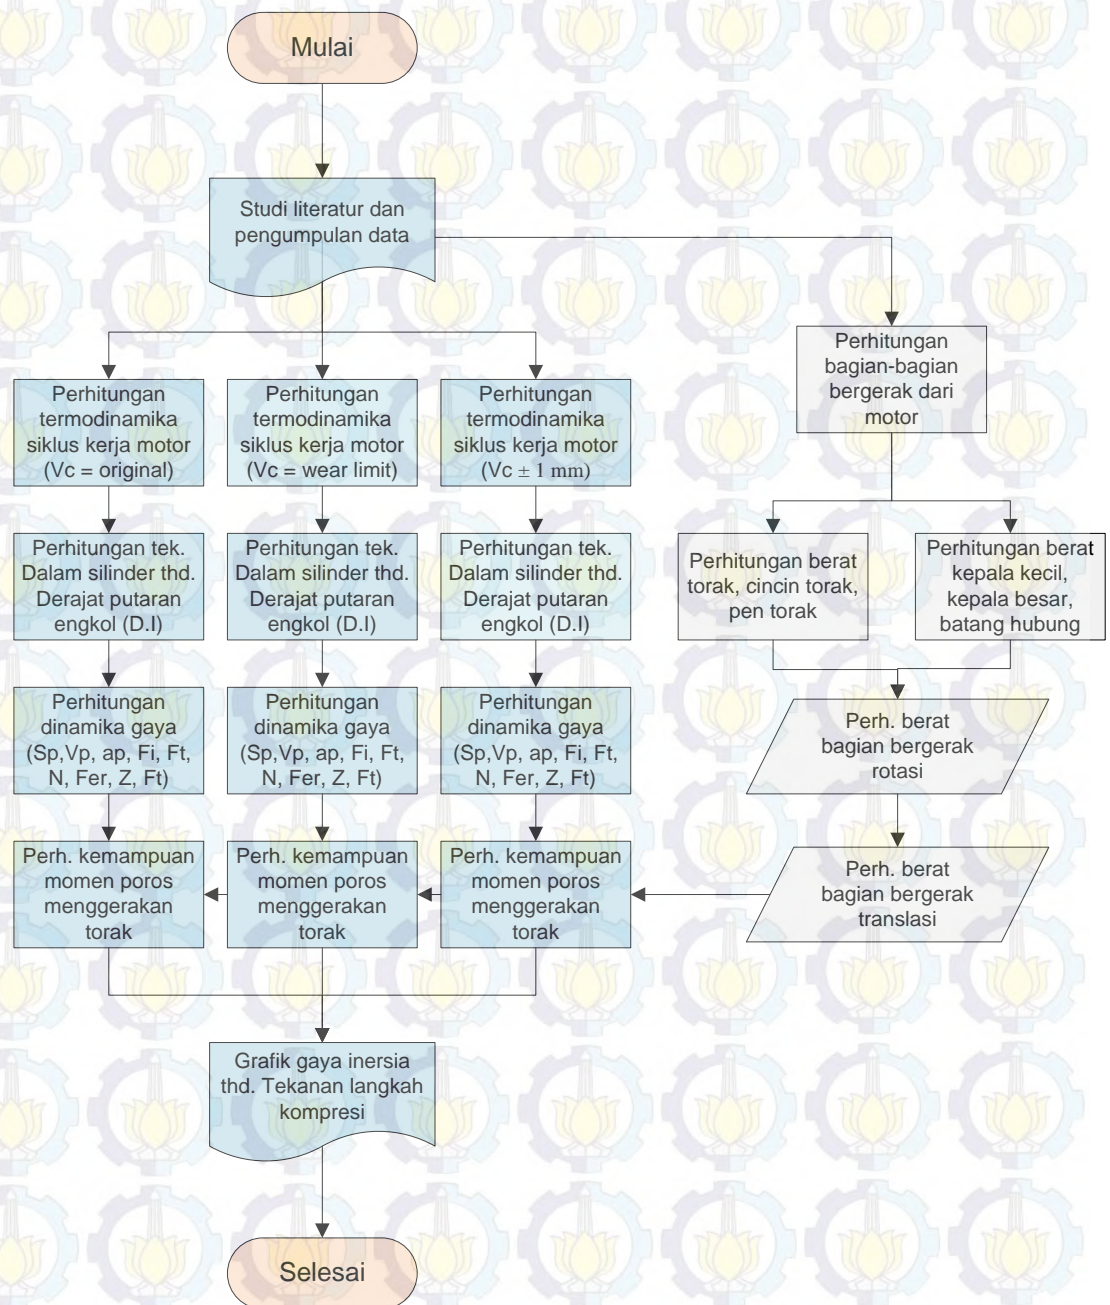 Mulai
Studi literatur dan
pengumpulan data
Perhitungan
termodinamika
siklus kerja motor
(Vc = original)
Perhitungan
termodinamika
siklus kerja motor
(Vc = wear limit)
Perhitungan
termodinamika
siklus kerja motor
(Vc ± 1 mm)
Perhitungan
bagian-bagian
bergerak dari
motor
Perhitungan tek.
Dalam silinder thd.
Derajat putaran
engkol (D.I)
Perhitungan tek.
Dalam silinder thd.
Derajat putaran
engkol (D.I)
Perhitungan tek.
Dalam silinder thd.
Derajat putaran
engkol (D.I)
Perhitungan berat
torak, cincin torak,
pen torak
Perhitungan berat
kepala kecil,
kepala besar,
batang hubung
Perhitungan
dinamika gaya
(Sp,Vp, ap, Fi, Ft,
N, Fer, Z, Ft)
Perhitungan
dinamika gaya
(Sp,Vp, ap, Fi, Ft,
N, Fer, Z, Ft)
Perhitungan
dinamika gaya
(Sp,Vp, ap, Fi, Ft,
N, Fer, Z, Ft)
Perh. berat
bagian bergerak
rotasi
Perh. kemampuan
momen poros
menggerakan
torak
Perh. kemampuan
momen poros
menggerakan
torak
Perh. kemampuan
momen poros
menggerakan
torak
Perh. berat
bagian bergerak
translasi
Grafik gaya inersia
thd. Tekanan langkah
kompresi
Selesai